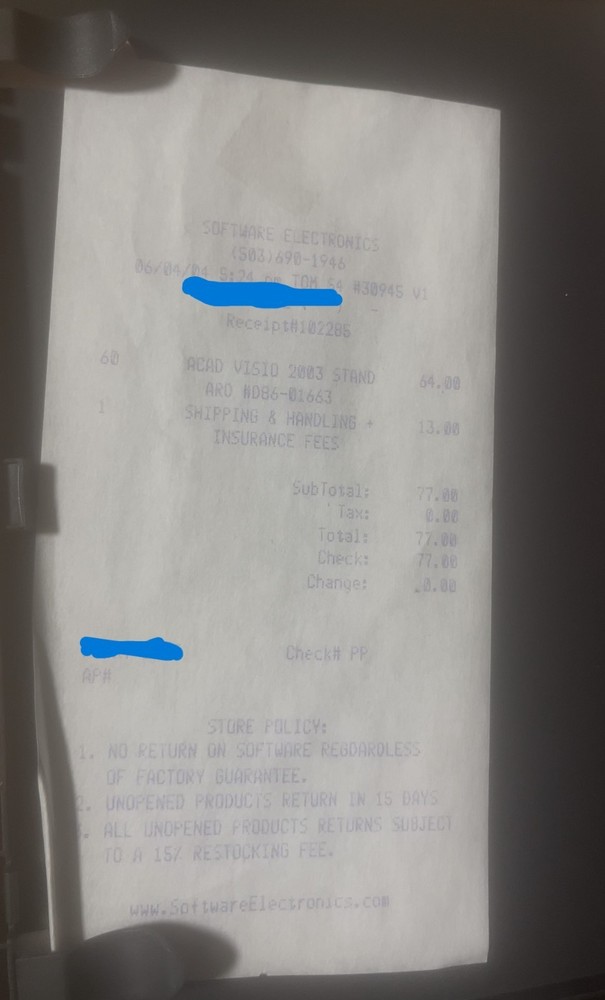 SOFTWARE ELECTRONICS
(503)690-1946
06/04/04 5:24 pm TOM S4 #30945 V1
Receipt#102285
60 ACAD VISIO 2003 STAND 64.00
ARD #D86-01663
1 SHIPPING & HANDLING + 13.00
INSURANCE FEES
SubTotal: 77.00
Tax: 0.00
Total: 77.00
Check: 77.00
Change: 0.00
Check# PP
AP#
STORE POLICY:
1. NO RETURN ON SOFTWARE REGDARDLESS
OF FACTORY GUARANTEE.
2. UNOPENED PRODUCTS RETURN IN 15 DAYS
3. ALL UNOPENED PRODUCTS RETURNS SUBJECT
TO A 15% RESTOCKING FEE.
www.SoftwareElectronics.com